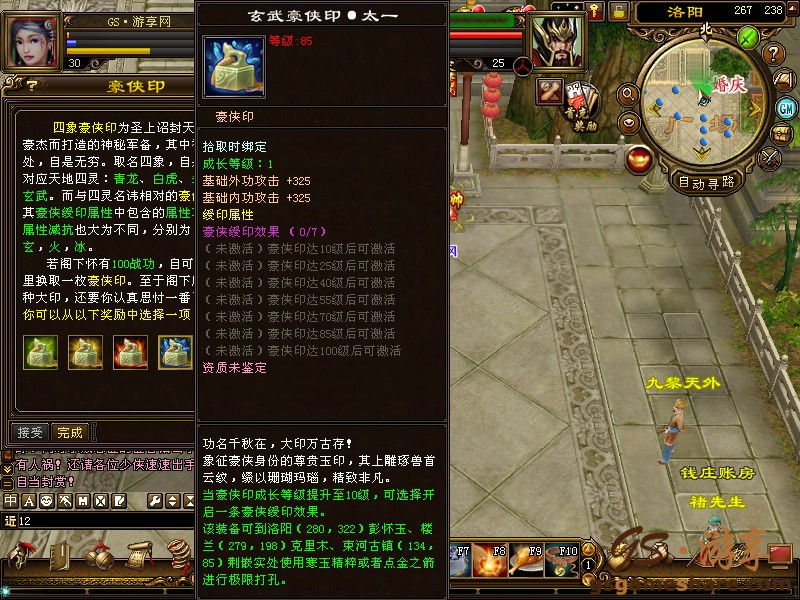 GS·游享网
30
? 豪侠印
四象豪侠印为圣上诏封天
豪杰而打造的神秘军备，其中
处，自是无穷。取名四象，自
对应天地四灵：青龙、白虎、
玄武。而与四灵名讳相对的豪
其豪侠绶印属性中包含的属性
属性减抗也大为不同，分别为
玄，火，冰。
若阁下怀有100战功，自可
里换取一枚豪侠印。至于阁下
种大印，还要你认真思忖一番
你可以从以下奖励中选择一项
接受 完成
有人祸！还请各位少侠速速出手
自当封赏！
中 A
近12
玄武豪侠印●太一
等级:85
豪侠印
拾取时绑定
成长等级：1
基础外功攻击 +325
基础内功攻击 +325
绶印属性
豪侠绶印效果（0/7）
（未激活）豪侠印达10级后可激活
（未激活）豪侠印达25级后可激活
（未激活）豪侠印达40级后可激活
（未激活）豪侠印达55级后可激活
（未激活）豪侠印达70级后可激活
（未激活）豪侠印达85级后可激活
（未激活）豪侠印达100级后可激活
资质未鉴定
功名千秋在，大印万古存！
象征豪侠身份的尊贵玉印，其上雕琢兽首
云纹，缀以珊瑚玛瑙，精致非凡。
当豪侠印成长等级提升至10级，可选择开
启一条豪侠绶印效果。
该装备可到洛阳（280，322）彭怀玉、楼
兰（279，198）克里木、束河古镇（134，
85）荆嵌实处使用寒玉精粹或者点金之箭
进行极限打孔。
25
首充
奖励
洛阳 267 238
北
婚庆
广场
GM
自动寻路
九黎天外
钱庄账房
褚先生
F7 F8 F9 F10
1
GS·游享